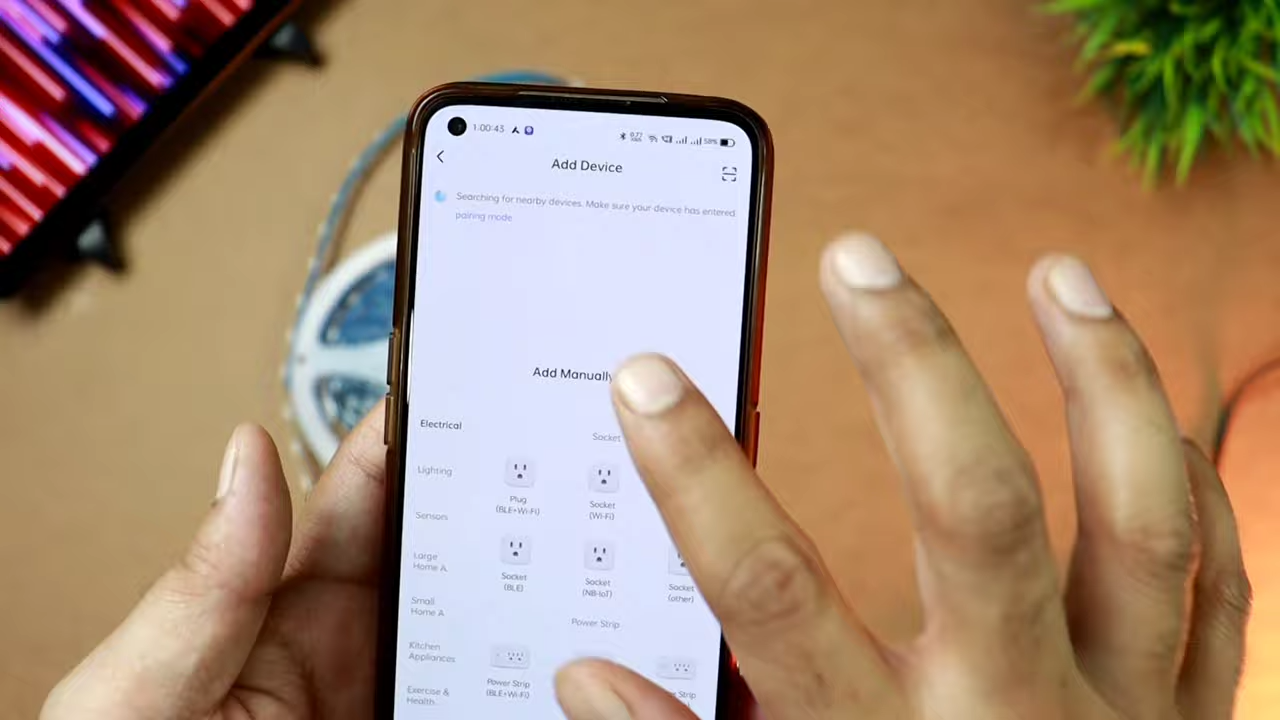 1:00:43
58%
Add Device
Searching for nearby devices. Make sure your device has entered
pairing mode
Add Manually
Electrical
Socket
Lighting
Plug
(BLE+Wi-Fi)
Socket
(Wi-Fi)
Sensors
Large
Home A.
Socket
(BLE)
Socket
(NB-IoT)
Socket
(other)
Small
Home A
Power Strip
Kitchen
Appliances
Power Strip
(BLE+Wi-Fi)
Strip
Exercise &
Health